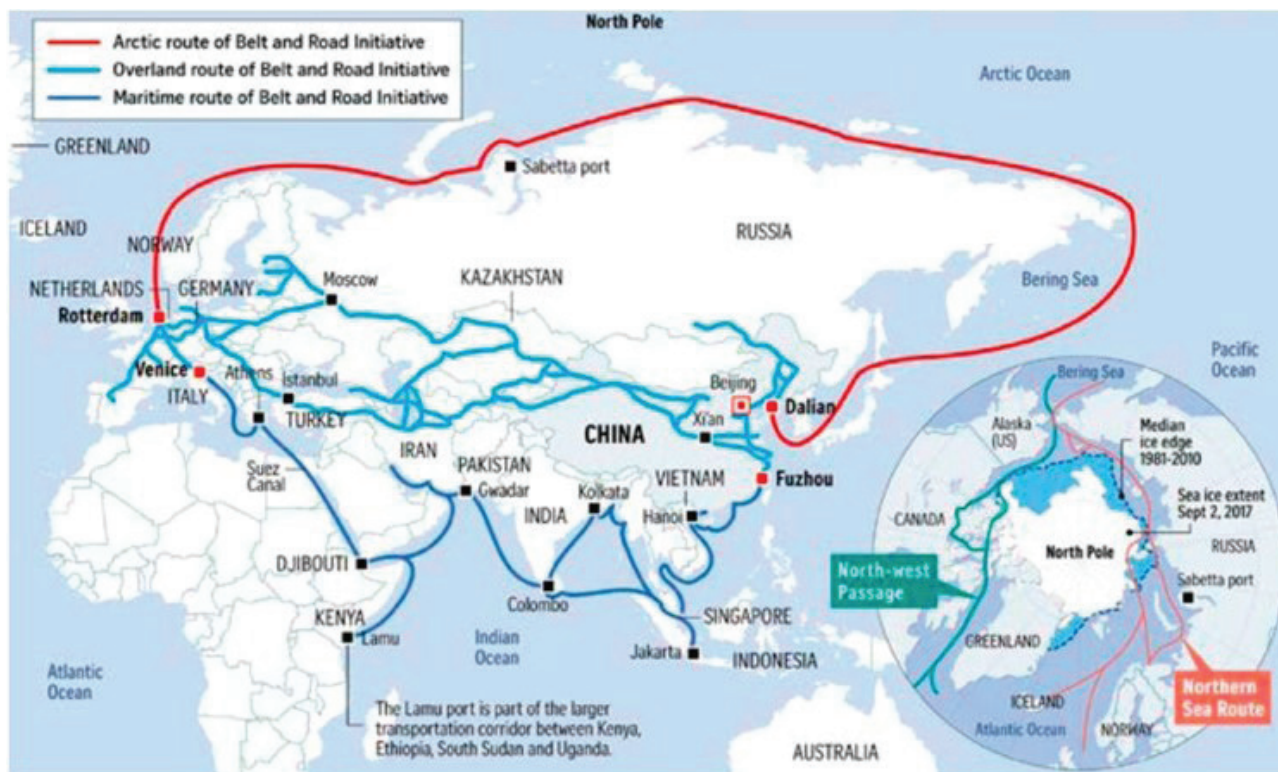 North Pole
Arctic route of Belt and Road Initiative
Overland route of Belt and Road Initiative
Maritime route of Belt and Road Initiative
Arctic Ocean
GREENLAND
Sabetta port
ICELAND
NORWAY
RUSSIA
Bering Sea
NETHERLANDS
GERMANY
Moscow
KAZAKHSTAN
Rotterdam
Pacific
Ocean
Venice
Athens
Istanbul
Beijing
ITALY
TURKEY
Dalian
Xi'an
CHINA
IRAN
Suez
Canal
PAKISTAN
Gwadar
Kolkata
VIETNAM
Fuzhou
INDIA
Hanoi
DJIBOUTI
Colombo
SINGAPORE
KENYA
Lamu
Indian
Ocean
Jakarta
INDONESIA
Atlantic
Ocean
The Lamu port is part of the larger
transportation corridor between Kenya,
Ethiopia, South Sudan and Uganda.
AUSTRALIA
Bering Sea
Alaska
(US)
Median
ice edge
1981-2010
Sea ice extent
Sept 2, 2017
CANADA
North Pole
RUSSIA
North-west
Passage
Sabetta port
GREENLAND
ICELAND
Northern
Sea Route
Atlantic Ocean
NORWAY